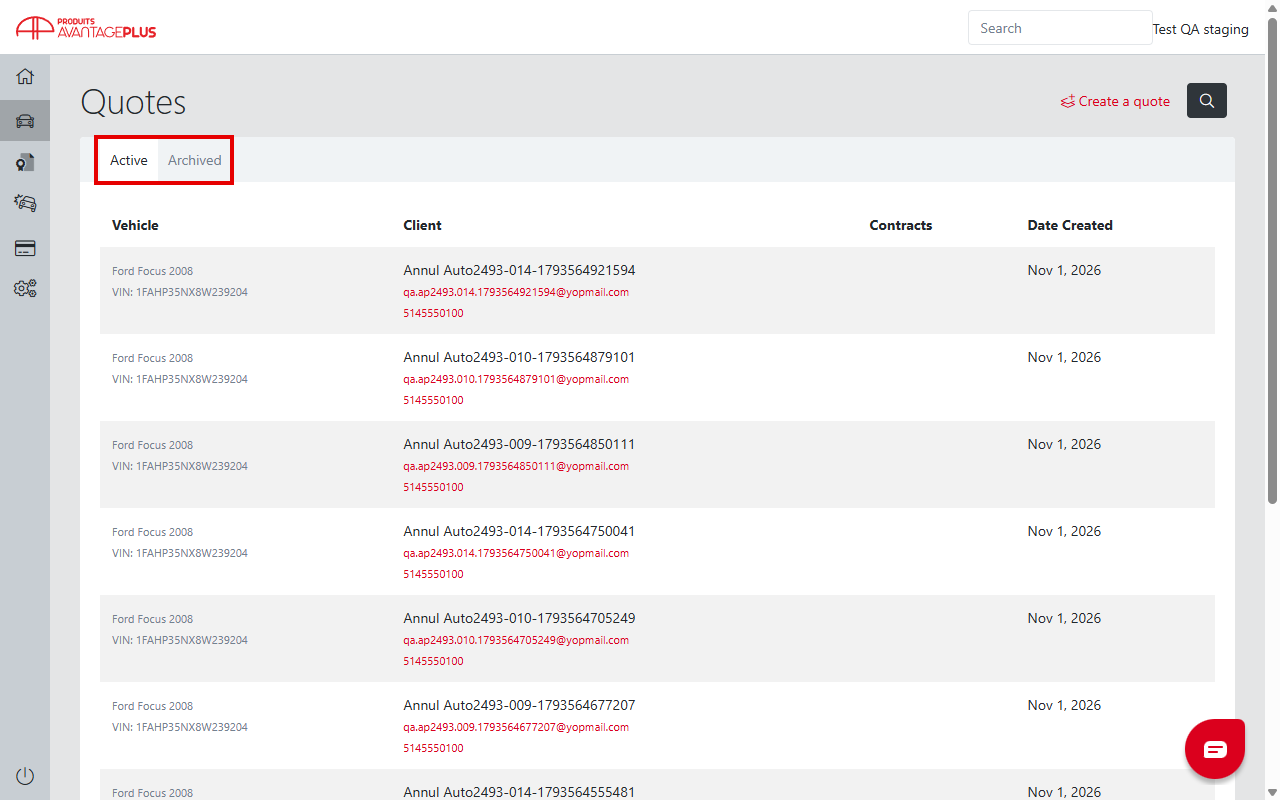 PRODUITS
AVANTAGEPLUS
Search
Test QA staging
Quotes
Create a quote
Active
Archived
Vehicle
Client
Contracts
Date Created
Ford Focus 2008
VIN: 1FAHP35NX8W239204
Annul Auto2493-014-1793564921594
qa.ap2493.014.1793564921594@yopmail.com
5145550100
Nov 1, 2026
Ford Focus 2008
VIN: 1FAHP35NX8W239204
Annul Auto2493-010-1793564879101
qa.ap2493.010.1793564879101@yopmail.com
5145550100
Nov 1, 2026
Ford Focus 2008
VIN: 1FAHP35NX8W239204
Annul Auto2493-009-1793564850111
qa.ap2493.009.1793564850111@yopmail.com
5145550100
Nov 1, 2026
Ford Focus 2008
VIN: 1FAHP35NX8W239204
Annul Auto2493-014-1793564750041
qa.ap2493.014.1793564750041@yopmail.com
5145550100
Nov 1, 2026
Ford Focus 2008
VIN: 1FAHP35NX8W239204
Annul Auto2493-010-1793564705249
qa.ap2493.010.1793564705249@yopmail.com
5145550100
Nov 1, 2026
Ford Focus 2008
VIN: 1FAHP35NX8W239204
Annul Auto2493-009-1793564677207
qa.ap2493.009.1793564677207@yopmail.com
5145550100
Nov 1, 2026
Ford Focus 2008
Annul Auto2493-014-1793564555481
Nov 1, 2026